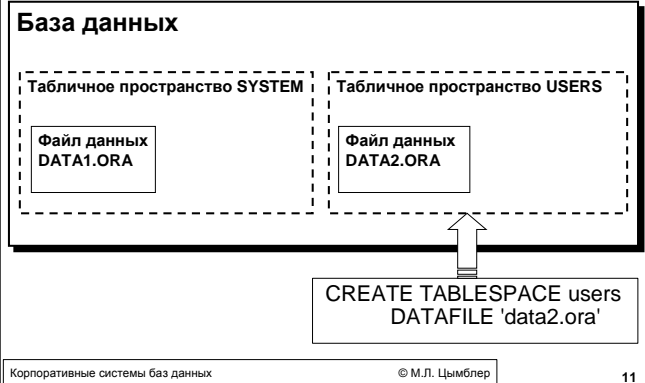 База данных
Табличное пространство SYSTEM
Табличное пространство USERS
Файл данных
DATA1.ORA
Файл данных
DATA2.ORA
CREATE TABLESPACE users
DATAFILE 'data2.ora'
Корпоративные системы баз данных
© М.Л. Цымблер
11